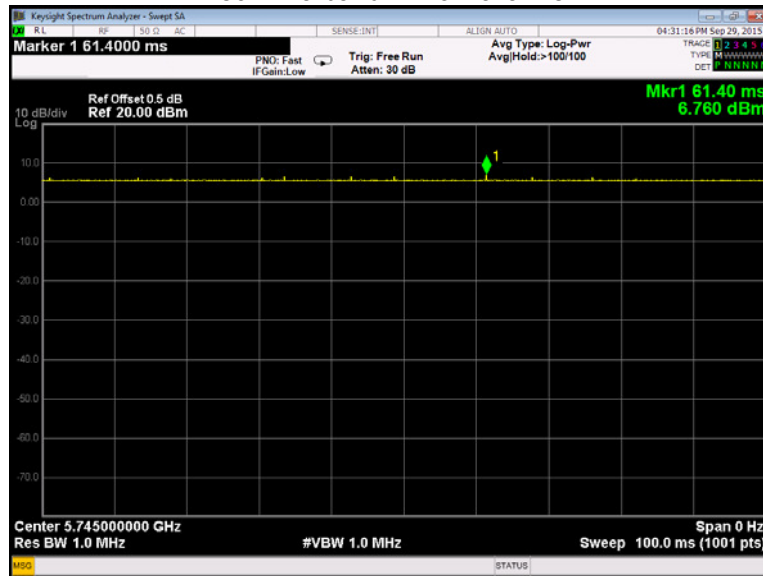 Keysight Spectrum Analyzer - Swept SA
RL RF 50 Ω AC SENSE:INT ALIGN AUTO 04:31:16 PM Sep 29, 2015
Marker 1 61.4000 ms
PNO: Fast
IFGain:Low
Trig: Free Run
Atten: 30 dB
Avg Type: Log-Pwr
Avg|Hold:>100/100
TRACE 1 2 3 4 5
TYPE M
DET P N N N N N
Mkr1 61.40 ms
6.760 dBm
Ref Offset 0.5 dB
10 dB/div Ref 20.00 dBm
Log
1
10.0
0.00
-10.0
-20.0
-30.0
-40.0
-50.0
-60.0
-70.0
Center 5.745000000 GHz Span 0 Hz
Res BW 1.0 MHz #VBW 1.0 MHz Sweep 100.0 ms (1001 pts)
MSG STATUS